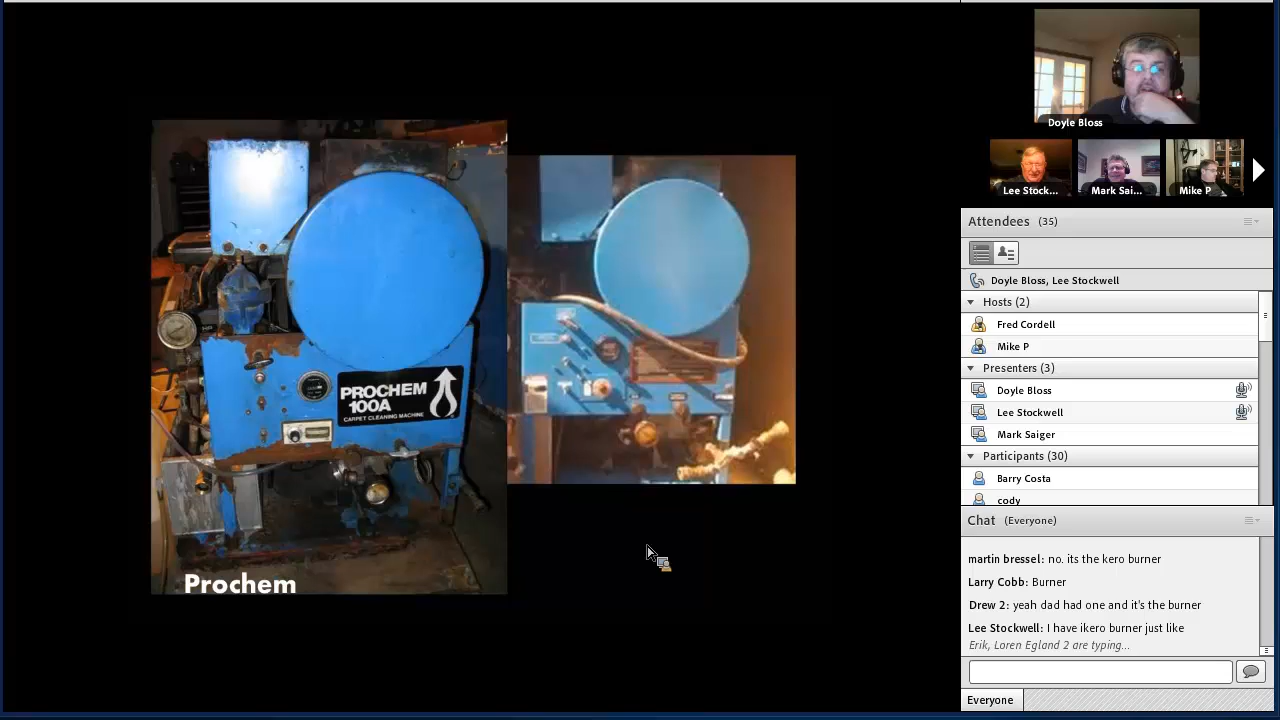 PROCHEM
100A
CARPET CLEANING MACHINE
Prochem
Doyle Bloss
Lee Stock...
Mark Sai...
Mike P
Attendees (35)
Doyle Bloss, Lee Stockwell
Hosts (2)
Fred Cordell
Mike P
Presenters (3)
Doyle Bloss
Lee Stockwell
Mark Saiger
Participants (30)
Barry Costa
cody
Chat (Everyone)
martin bressel: no. its the kero burner
Larry Cobb: Burner
Drew 2: yeah dad had one and it's the burner
Lee Stockwell: I have ikero burner just like
Erik, Loren Egland 2 are typing...
Everyone